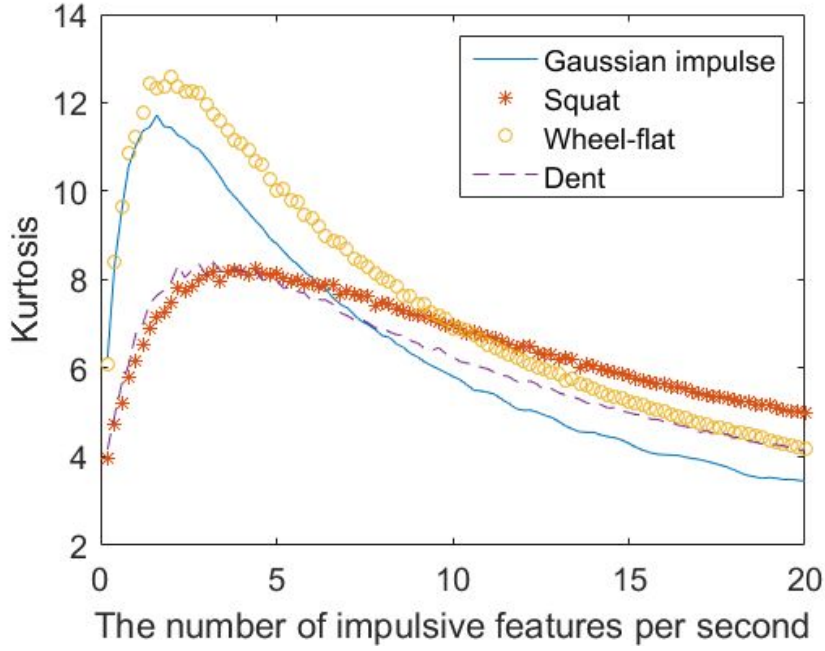 14
12
10
8
6
4
2
Kurtosis
Gaussian impulse
Squat
Wheel-flat
Dent
0 5 10 15 20
The number of impulsive features per second